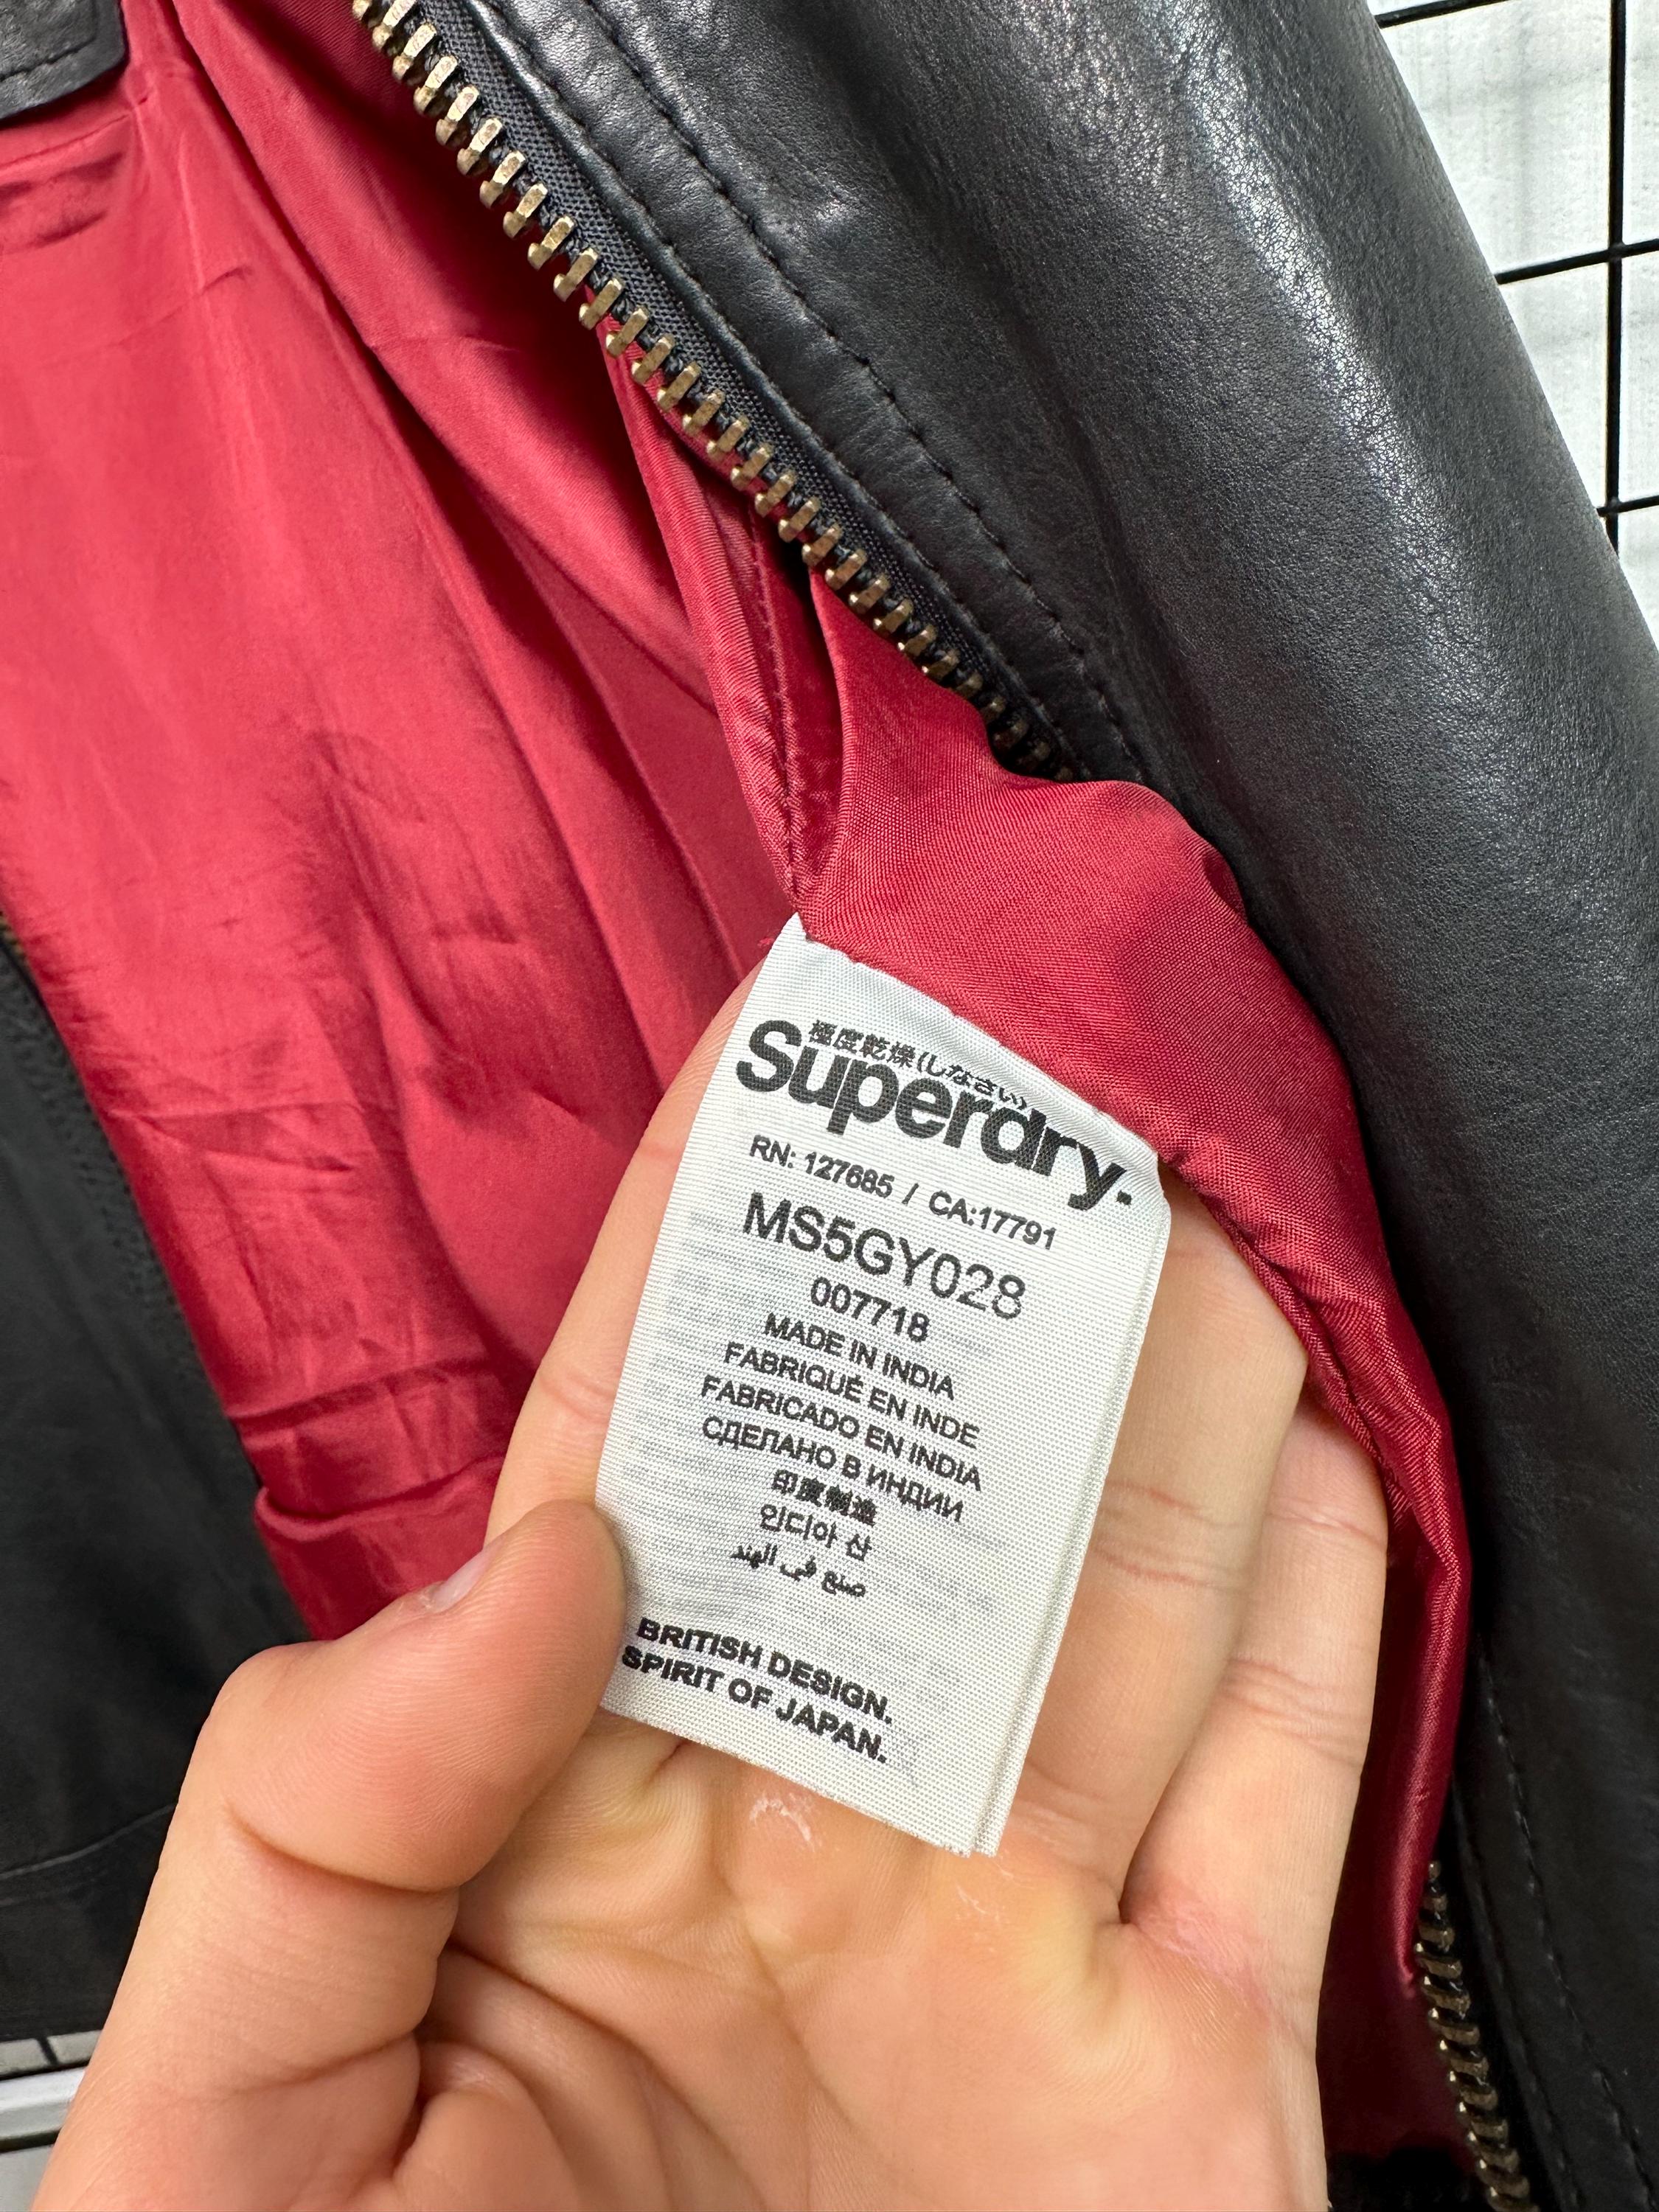 極度乾燥(しなさい)
Superdry.
RN: 127685 / CA:17791
MS5GY028
007718
MADE IN INDIA
FABRIQUÉ EN INDE
FABRICADO EN INDIA
СДЕЛАНО В ИНДИИ
印度制造
인디아 산
صنع في الهند
BRITISH DESIGN.
SPIRIT OF JAPAN.